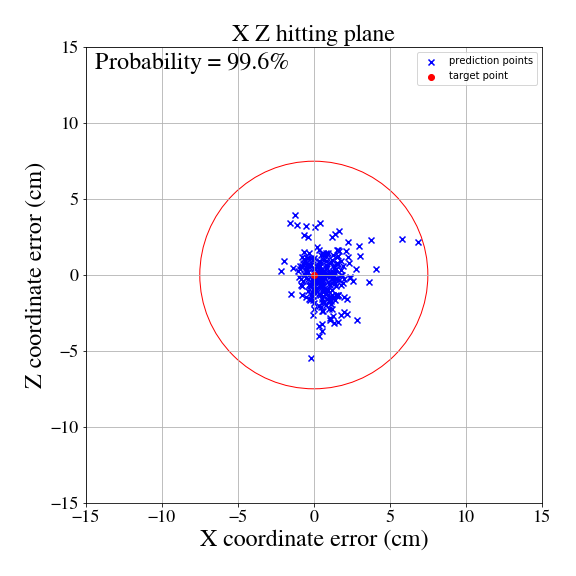 X Z hitting plane
Probability = 99.6%
prediction points
target point
15
10
5
0
−5
−10
−15
Z coordinate error (cm)
−15
−10
−5
0
5
10
15
X coordinate error (cm)